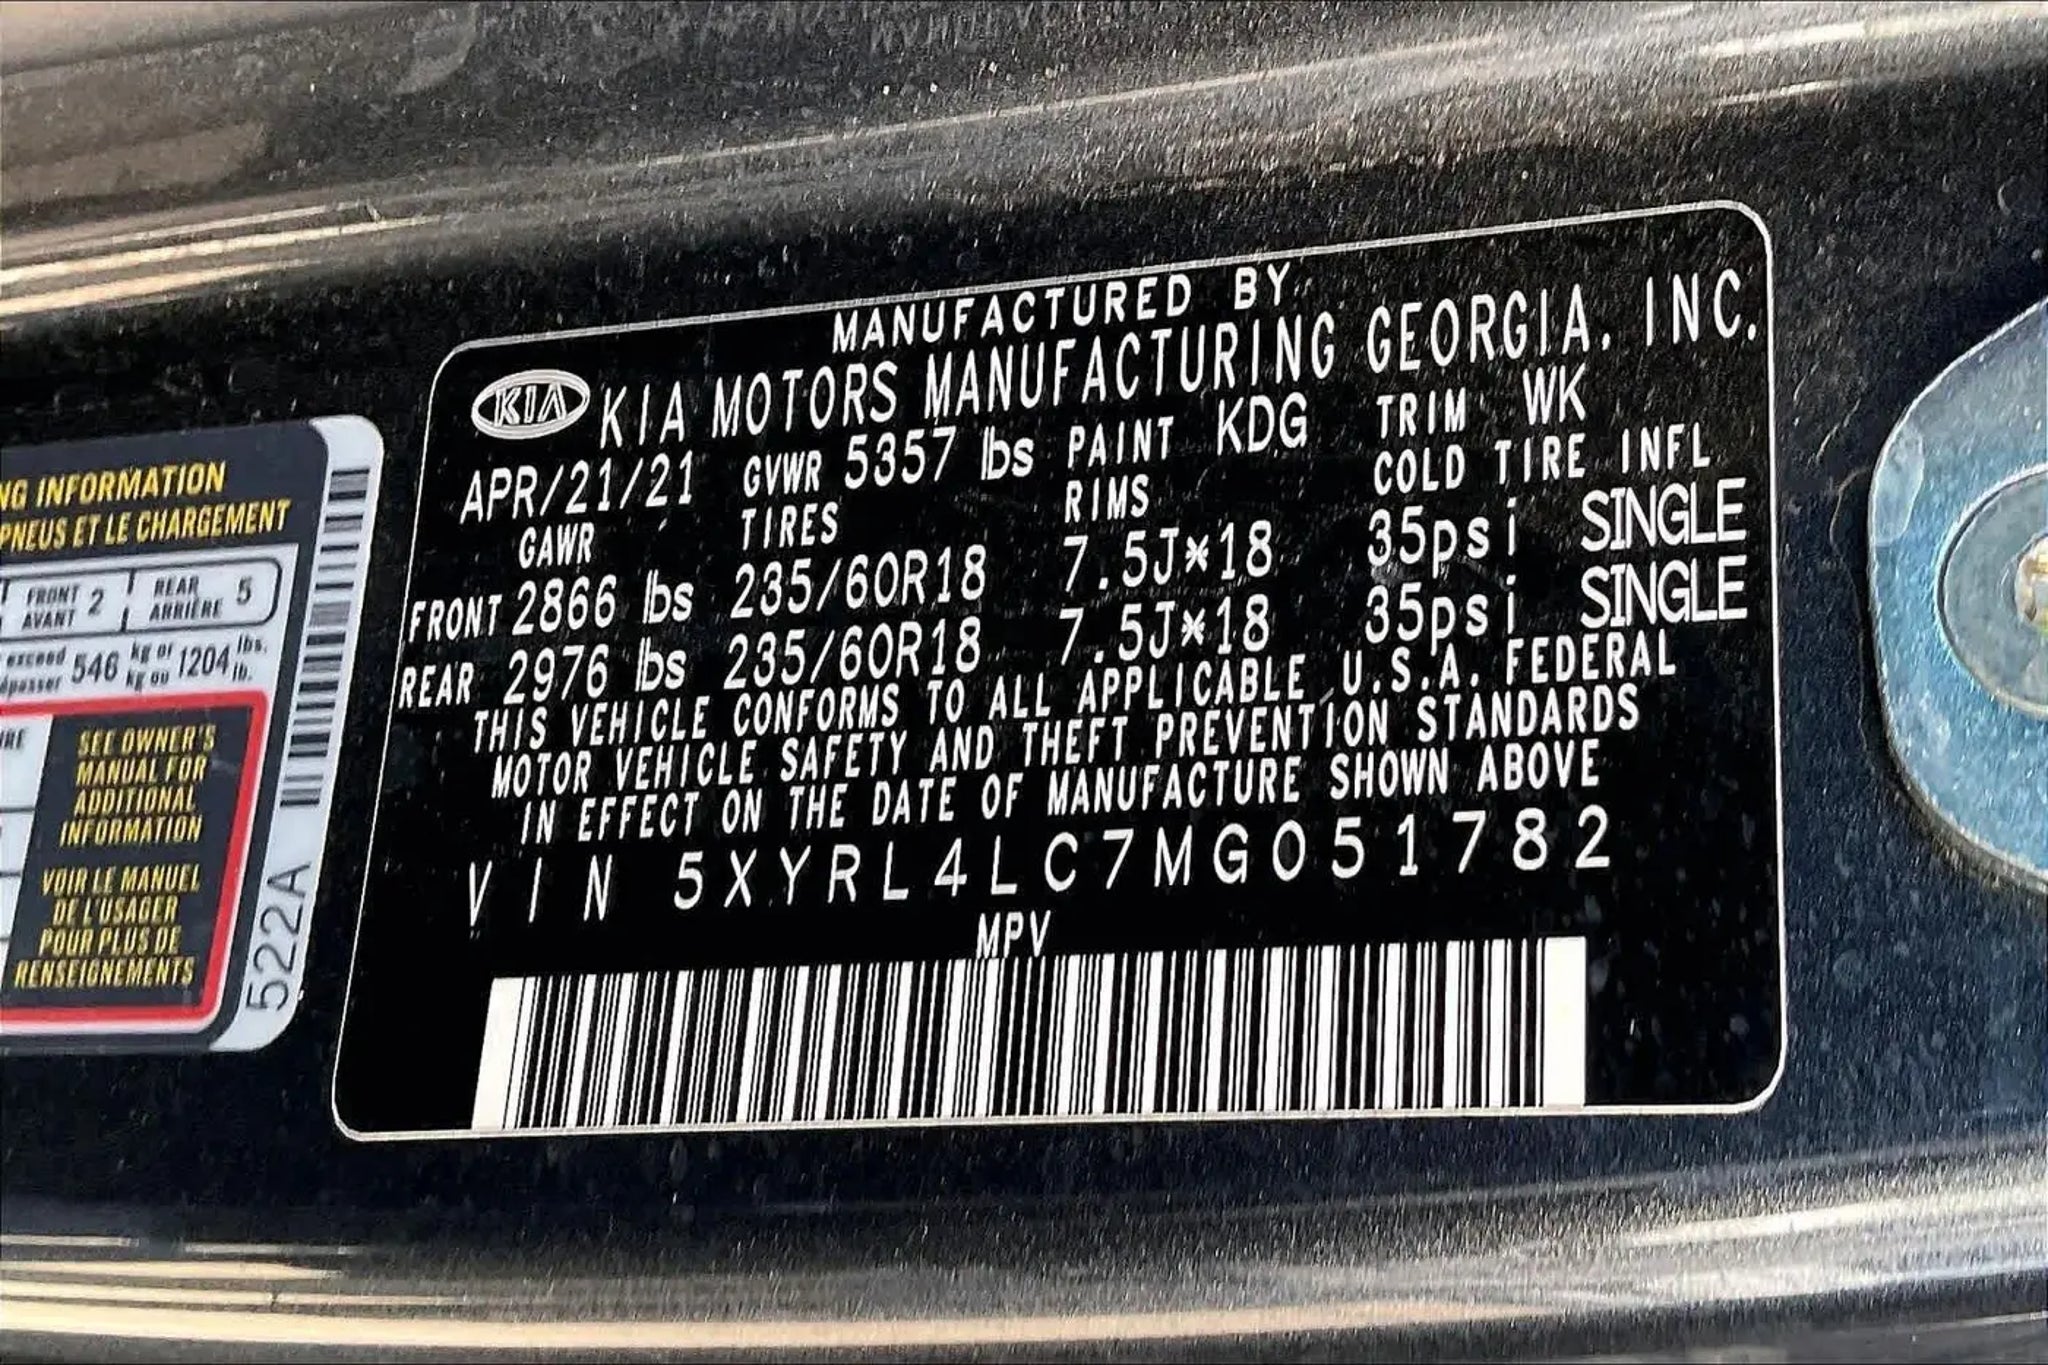 MANUFACTURED BY
KIA KIA MOTORS MANUFACTURING GEORGIA. INC.
APR/21/21 GVWR 5357 lbs PAINT KDG TRIM WK
GAWR TIRES RIMS COLD TIRE INFL
FRONT 2866 lbs 235/60R18 7.5J*18 35psi SINGLE
REAR 2976 lbs 235/60R18 7.5J*18 35psi SINGLE
THIS VEHICLE CONFORMS TO ALL APPLICABLE U.S.A. FEDERAL
MOTOR VEHICLE SAFETY AND THEFT PREVENTION STANDARDS
IN EFFECT ON THE DATE OF MANUFACTURE SHOWN ABOVE
VIN 5XYRL4LC7MG051782
MPV
INFORMATION
PNEUS ET LE CHARGEMENT
FRONT 2 REAR 5
AVANT ARRIÈRE
exceed 546 kg or 1204 lbs.
kg ou lb.
SEE OWNER'S
MANUAL FOR
ADDITIONAL
INFORMATION
VOIR LE MANUEL
DE L'USAGER
POUR PLUS DE
RENSEIGNEMENTS
522A